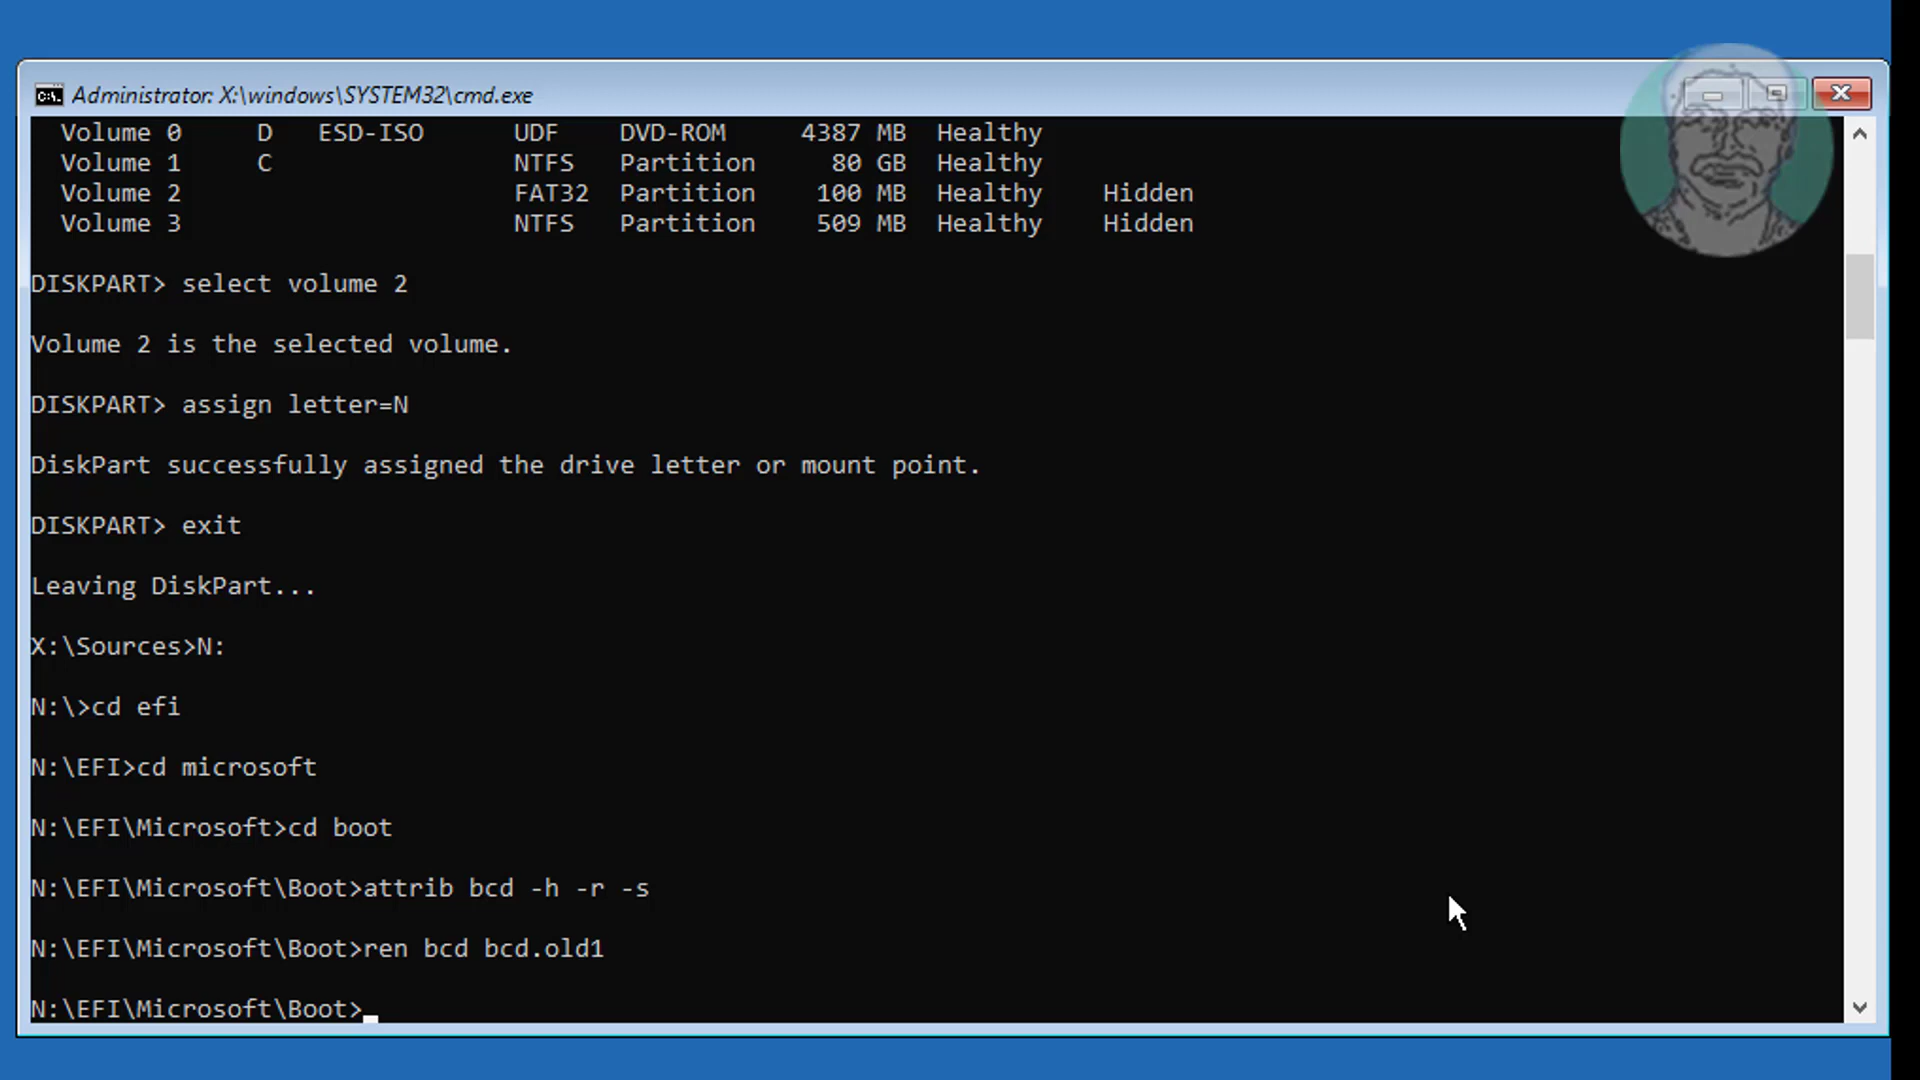 Administrator: X:\windows\SYSTEM32\cmd.exe
Volume 0 D ESD-ISO UDF DVD-ROM 4387 MB Healthy
Volume 1 C NTFS Partition 80 GB Healthy
Volume 2 FAT32 Partition 100 MB Healthy Hidden
Volume 3 NTFS Partition 509 MB Healthy Hidden
DISKPART> select volume 2
Volume 2 is the selected volume.
DISKPART> assign letter=N
DiskPart successfully assigned the drive letter or mount point.
DISKPART> exit
Leaving DiskPart...
X:\Sources>N:
N:\>cd efi
N:\EFI>cd microsoft
N:\EFI\Microsoft>cd boot
N:\EFI\Microsoft\Boot>attrib bcd -h -r -s
N:\EFI\Microsoft\Boot>ren bcd bcd.old1
N:\EFI\Microsoft\Boot>